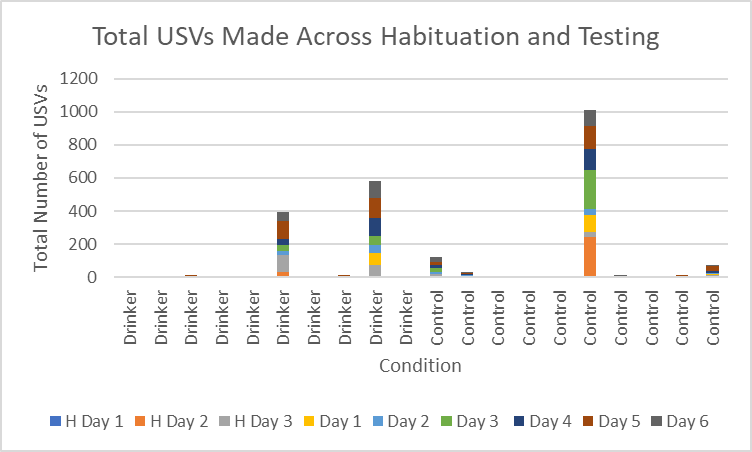 Total USVs Made Across Habituation and Testing
Total Number of USVs
1200
1000
800
600
400
200
0
Drinker
Drinker
Drinker
Drinker
Drinker
Drinker
Drinker
Drinker
Drinker
Drinker
Control
Control
Control
Control
Control
Control
Control
Control
Control
Control
Condition
H Day 1 H Day 2 H Day 3 Day 1 Day 2 Day 3 Day 4 Day 5 Day 6